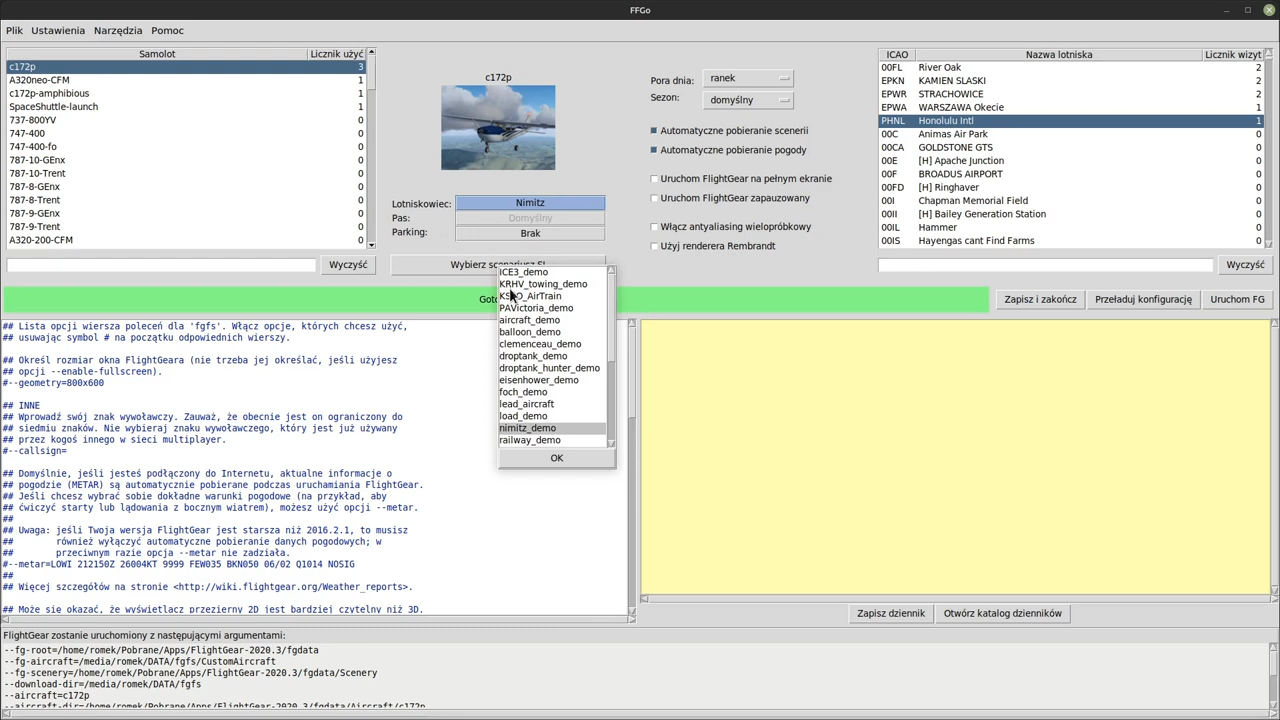 FFGo
Plik Ustawienia Narzędzia Pomoc
Samolot Licznik użyć
c172p 3
A320neo-CFM 1
c172p-amphibious 1
SpaceShuttle-launch 1
737-800YV 0
747-400 0
747-400-fo 0
787-10-GEnx 0
787-10-Trent 0
787-8-GEnx 0
787-8-Trent 0
787-9-GEnx 0
787-9-Trent 0
A320-200-CFM 0
Wyczyść
c172p
Lotniskowiec: Nimitz
Pas: Domyślny
Parking: Brak
Wybierz scenariusz SI
Pora dnia: ranek
Sezon: domyślny
Automatyczne pobieranie scenerii
Automatyczne pobieranie pogody
Uruchom FlightGear na pełnym ekranie
Uruchom FlightGear zapauzowany
Włącz antyaliasing wielopróbkowy
Użyj renderera Rembrandt
ICAO Nazwa lotniska Licznik wizyt
00FL River Oak 2
EPKN KAMIEN SLASKI 2
EPWR STRACHOWICE 2
EPWA WARSZAWA Okecie 1
PHNL Honolulu Intl 1
00C Animas Air Park 0
00CA GOLDSTONE GTS 0
00E [H] Apache Junction 0
00F BROADUS AIRPORT 0
00FD [H] Ringhaver 0
00I Chapman Memorial Field 0
00II [H] Bailey Generation Station 0
00IL Hammer 0
00IS Hayengas cant Find Farms 0
Wyczyść
Zapisz i zakończ Przeładuj konfigurację Uruchom FG
ICE3_demo
KRHV_towing_demo
PAVictoria_demo
aircraft_demo
balloon_demo
clemenceau_demo
droptank_demo
droptank_hunter_demo
eisenhower_demo
foch_demo
lead_aircraft
load_demo
nimitz_demo
railway_demo
OK
## Lista opcji wiersza poleceń dla 'fgfs'. Włącz opcje, których chcesz użyć,
## usuwając symbol # na początku odpowiednich wierszy.
## Określ rozmiar okna FlightGeara (nie trzeba jej określać, jeśli użyjesz
## opcji --enable-fullscreen).
#--geometry=800x600
## INNE
## Wprowadź swój znak wywoławczy. Zauważ, że obecnie jest on ograniczony do
## siedmiu znaków. Nie wybieraj znaku wywoławczego, który jest już używany
## przez kogoś innego w sieci multiplayer.
#--callsign=
## Domyślnie, jeśli jesteś podłączony do Internetu, aktualne informacje o
## pogodzie (METAR) są automatycznie pobierane podczas uruchamiania FlightGear.
## Jeśli chcesz wybrać sobie dokładne warunki pogodowe (na przykład, aby
## ćwiczyć starty lub lądowania z bocznym wiatrem), możesz użyć opcji --metar.
##
## Uwaga: jeśli Twoja wersja FlightGear jest starsza niż 2016.2.1, to musisz
## również wyłączyć automatyczne pobieranie danych pogodowych; w
## przeciwnym razie opcja --metar nie zadziała.
#--metar=LOWI 212150Z 26004KT 9999 FEW035 BKN050 06/02 Q1014 NOSIG
##
## Więcej szczegółów na stronie <http://wiki.flightgear.org/Weather_reports>.
##
## Może się okazać, że wyświetlacz przezierny 2D jest bardziej czytelny niż 3D.
Zapisz dziennik Otwórz katalog dzienników
FlightGear zostanie uruchomiony z następującymi argumentami:
--fg-root=/home/romek/Pobrane/Apps/FlightGear-2020.3/fgdata
--fg-aircraft=/media/romek/DATA/fgfs/CustomAircraft
--fg-scenery=/home/romek/Pobrane/Apps/FlightGear-2020.3/fgdata/Scenery
--download-dir=/media/romek/DATA/fgfs
--aircraft=c172p
--aircraft-dir=/home/romek/Pobrane/Apps/FlightGear-2020.3/fgdata/Aircraft/c172p